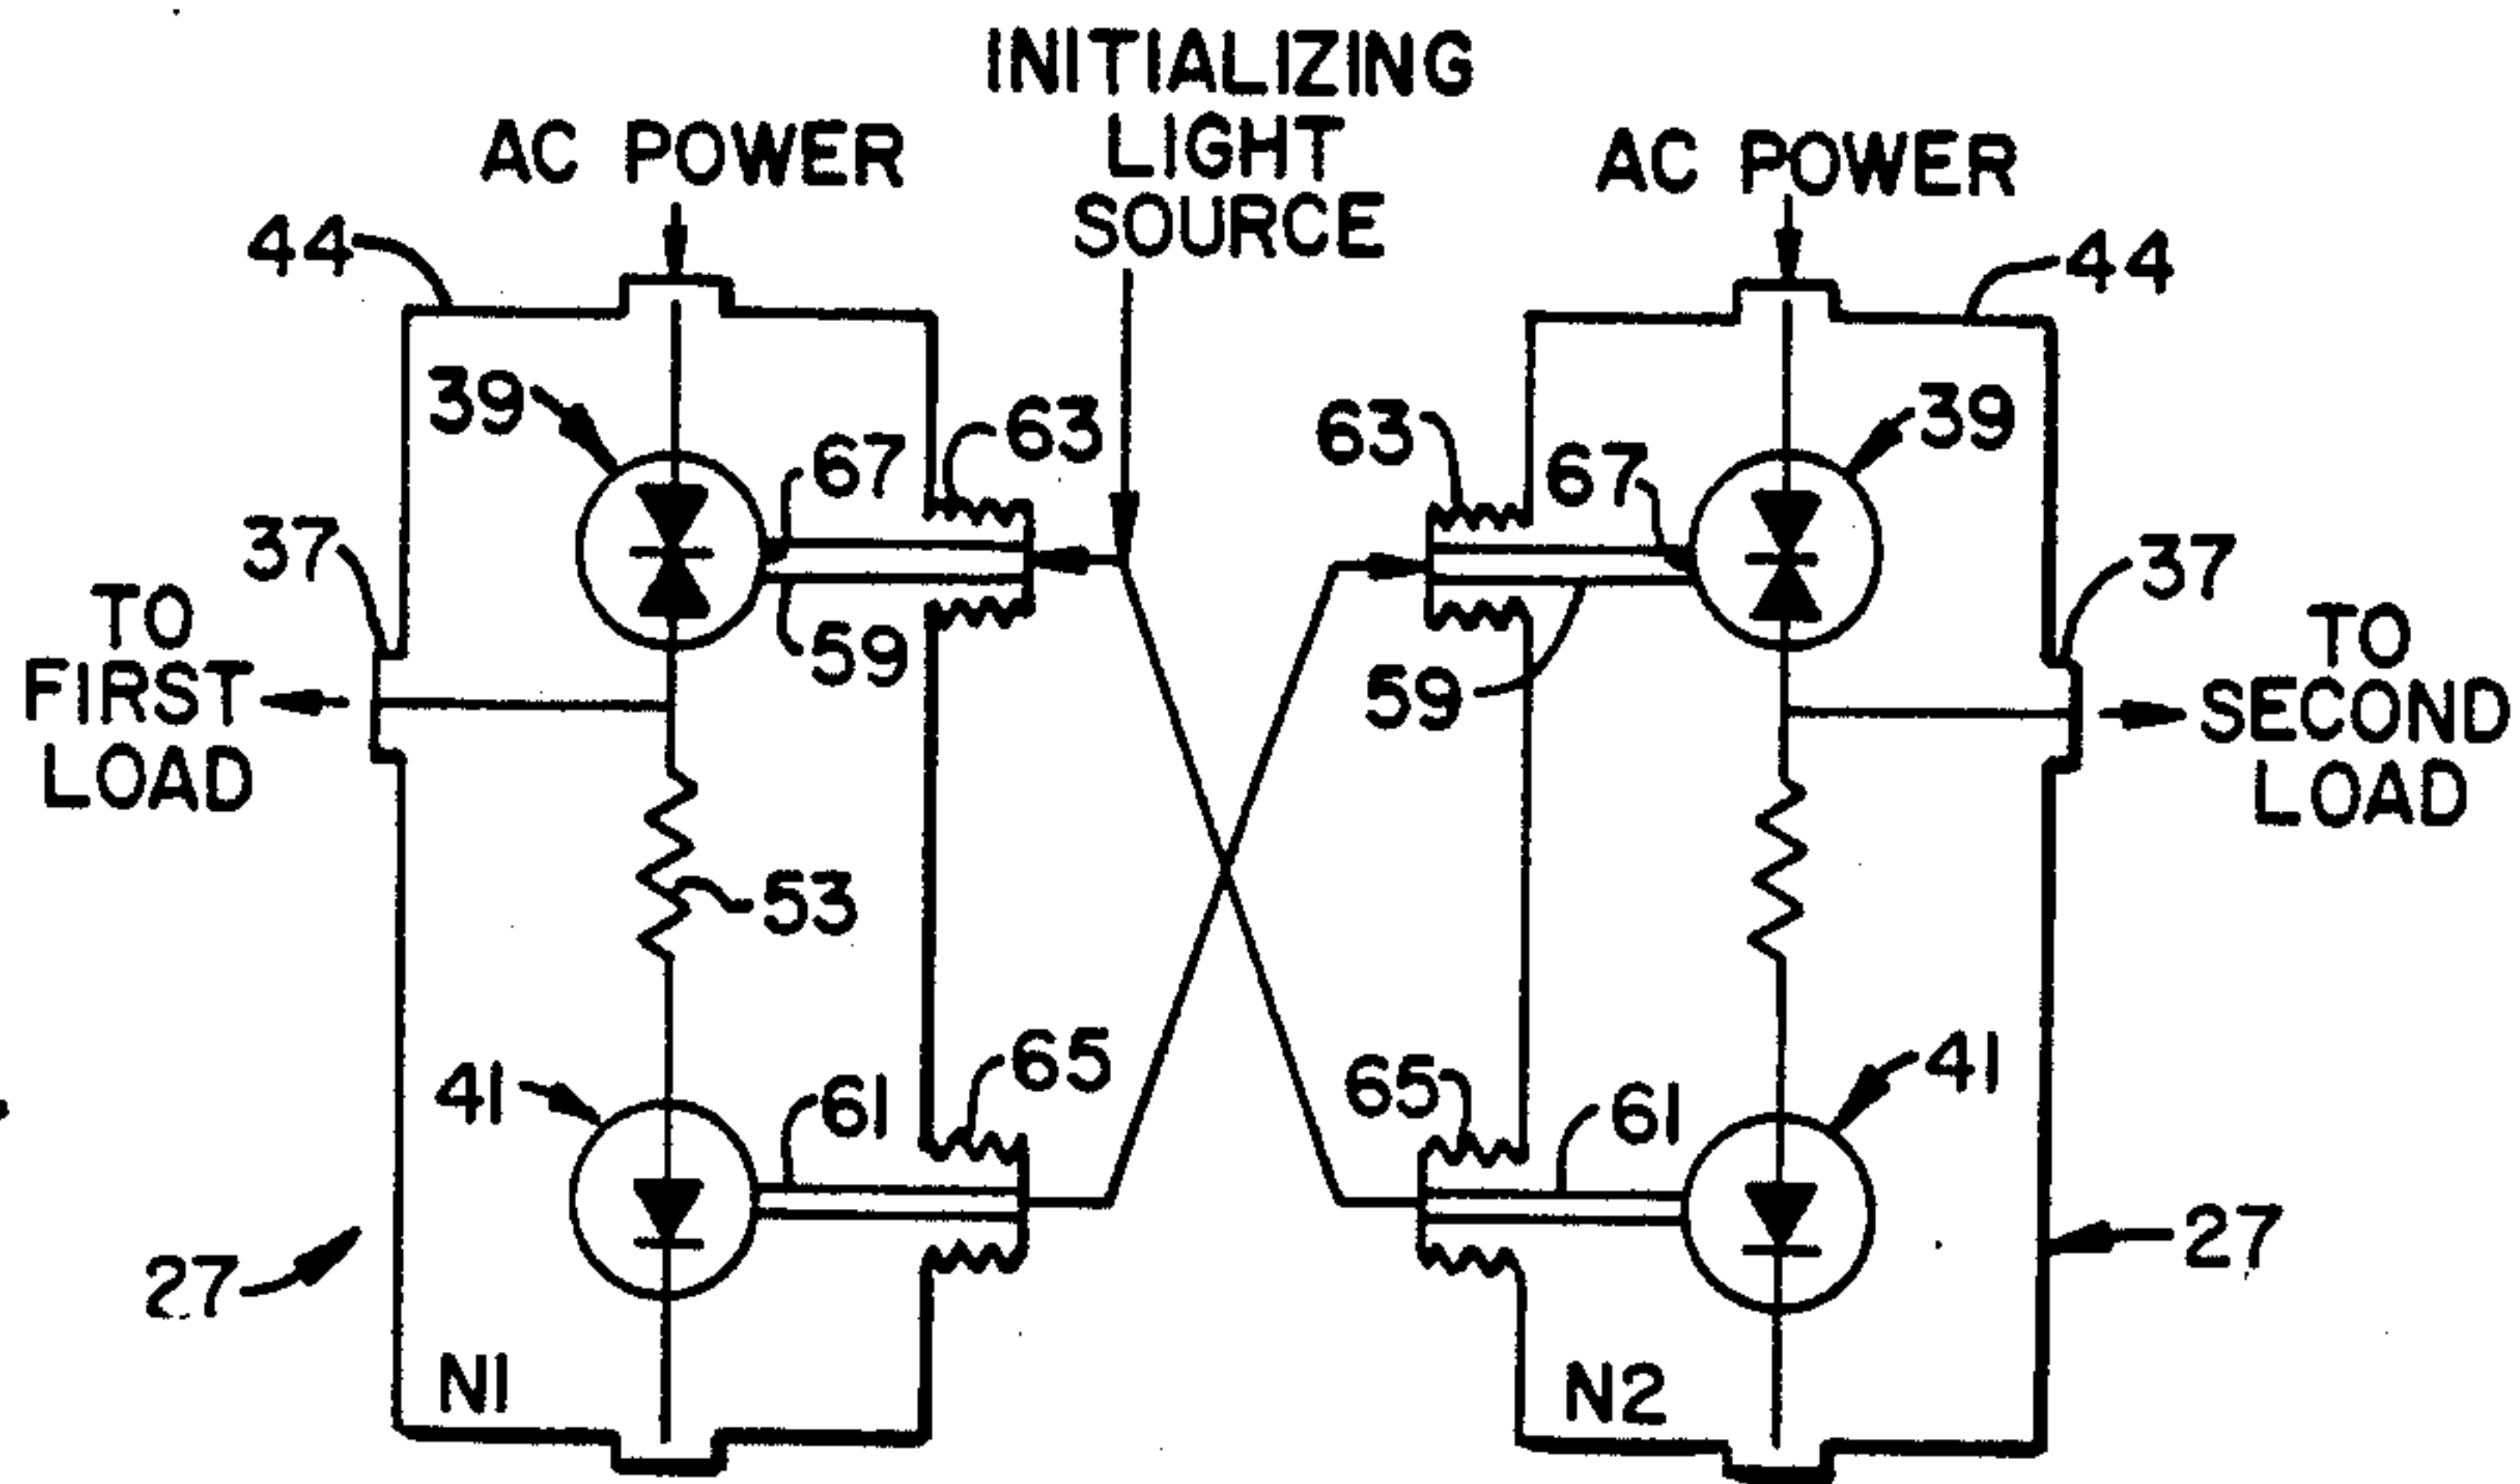 INITIALIZING
LIGHT
SOURCE
AC POWER
AC POWER
44
44
39
39
63
63
67
67
37
37
59
59
TO
FIRST
LOAD
TO
SECOND
LOAD
53
65
65
41
41
61
61
27
27
N1
N2